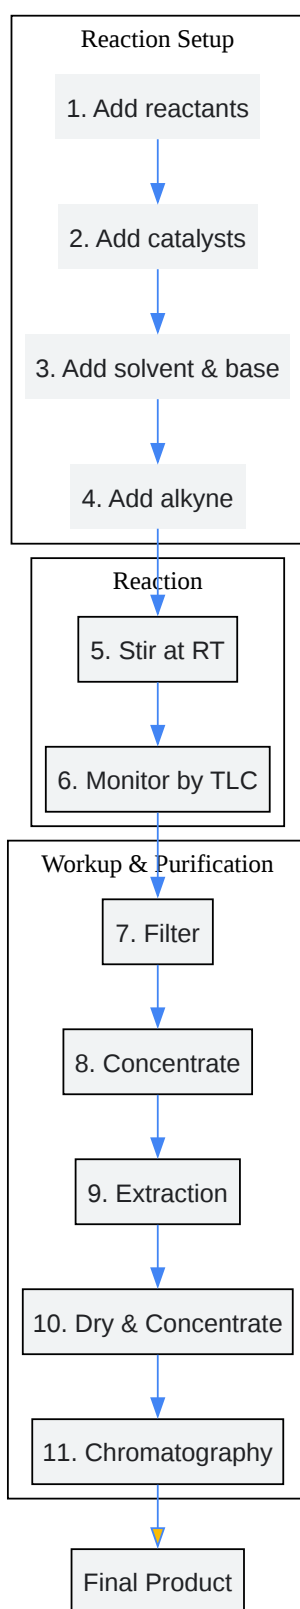 Reaction Setup
1. Add reactants
2. Add catalysts
3. Add solvent & base
4. Add alkyne
Reaction
5. Stir at RT
6. Monitor by TLC
Workup & Purification
7. Filter
8. Concentrate
9. Extraction
10. Dry & Concentrate
11. Chromatography
Final Product